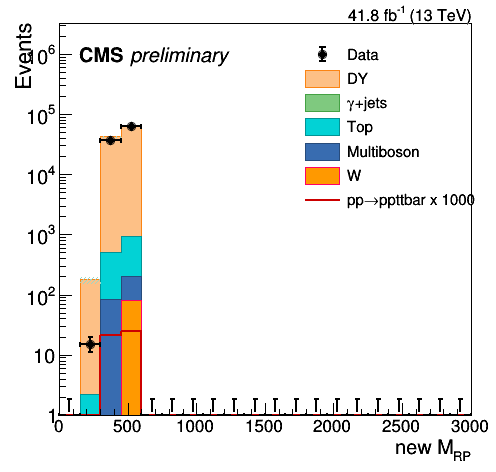 41.8 fb⁻¹ (13 TeV)
Events
CMS preliminary
Data
DY
γ+jets
Top
Multiboson
W
pp→ppttbar x 1000
10⁶
10⁵
10⁴
10³
10²
10
1
0 500 1000 1500 2000 2500 3000
new M_RP